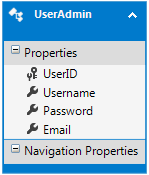 UserAdmin
Properties
UserID
Username
Password
Email
Navigation Properties